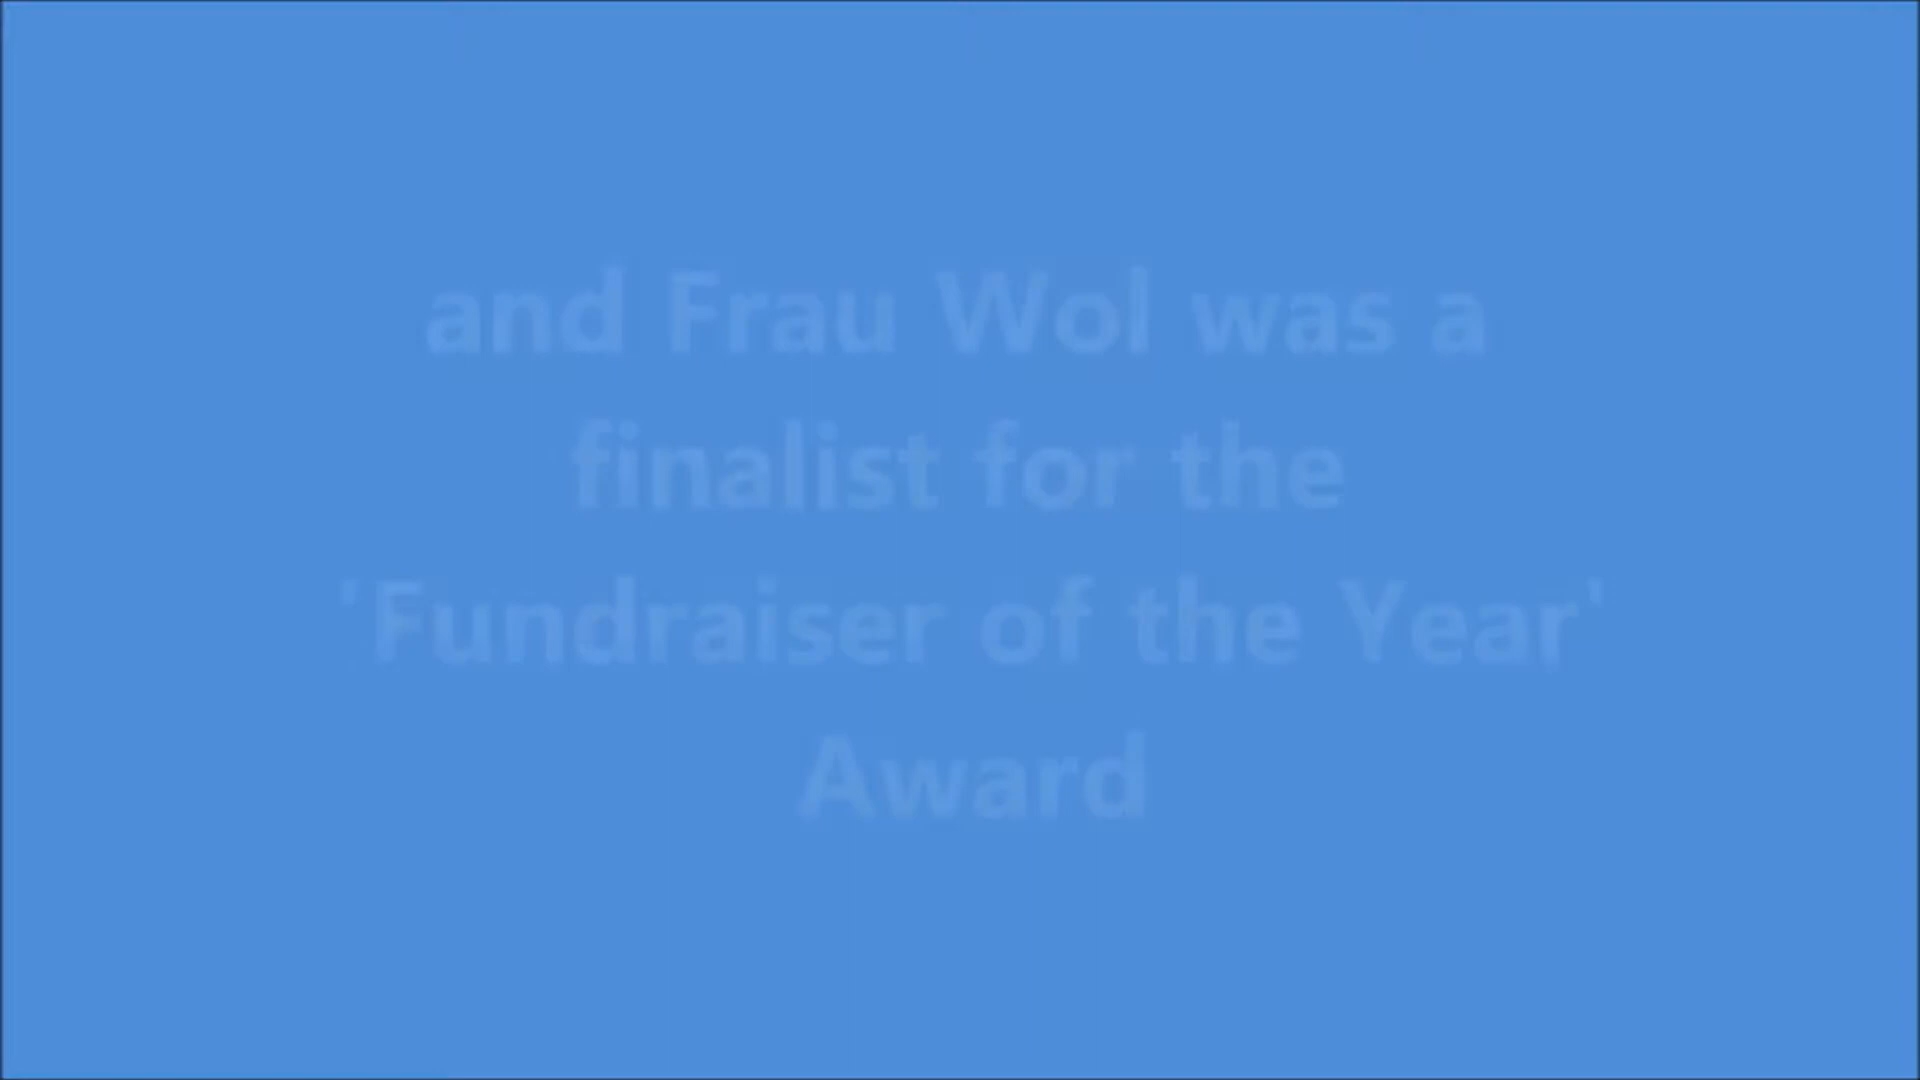 and Frau Wol was a
finalist for the
'Fundraiser of the Year'
Award